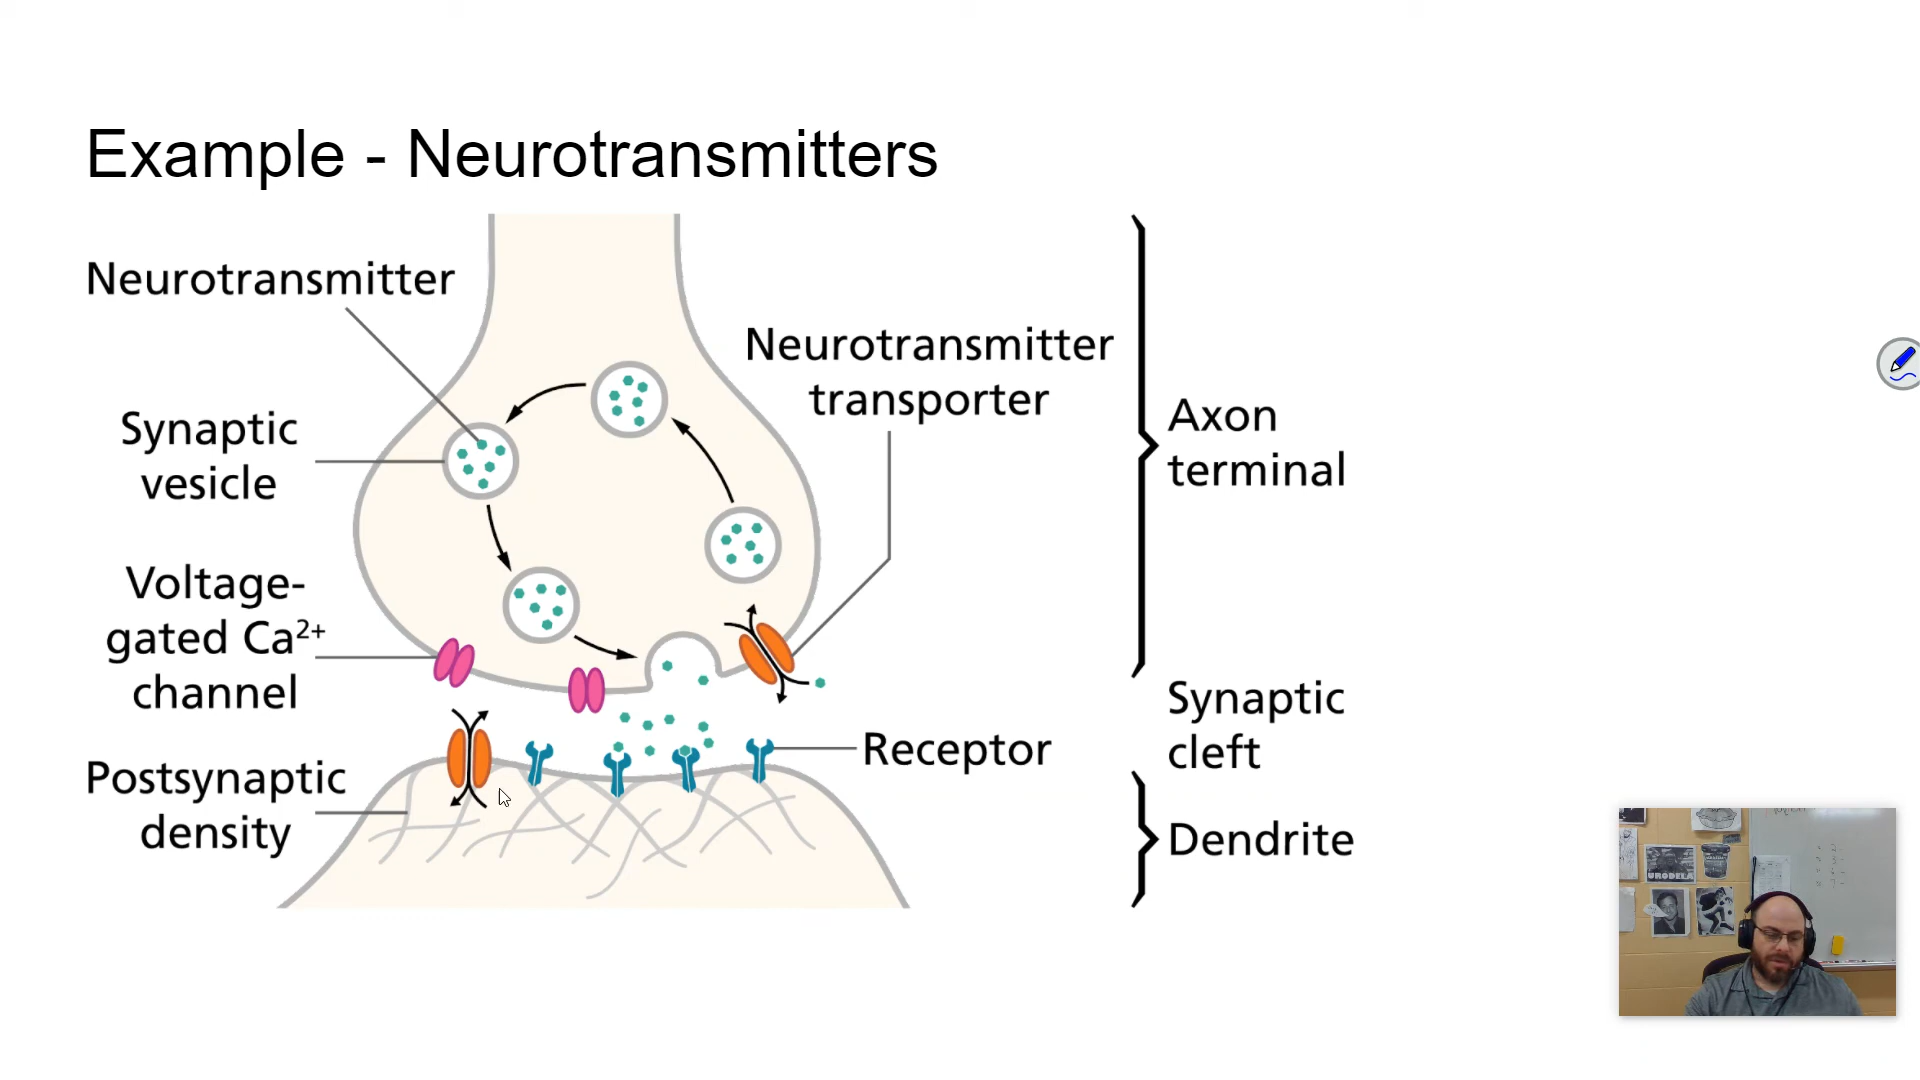 Example - Neurotransmitters
Neurotransmitter
Neurotransmitter
transporter
Synaptic
vesicle
Axon
terminal
Voltage-
gated Ca²⁺
channel
Synaptic
cleft
Receptor
Postsynaptic
density
Dendrite
URODELA